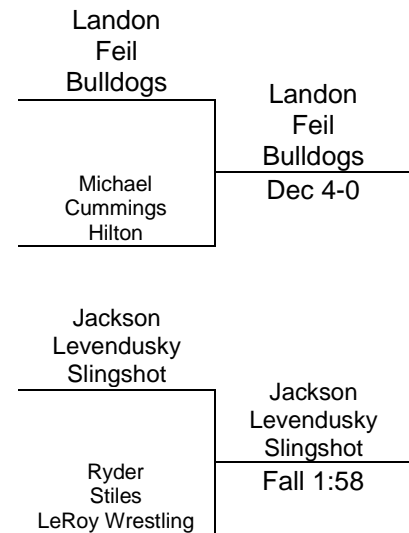 Landon
Feil
Bulldogs
Landon
Feil
Bulldogs
Dec 4-0
Michael
Cummings
Hilton
Jackson
Levendusky
Slingshot
Jackson
Levendusky
Slingshot
Fall 1:58
Ryder
Stiles
LeRoy Wrestling